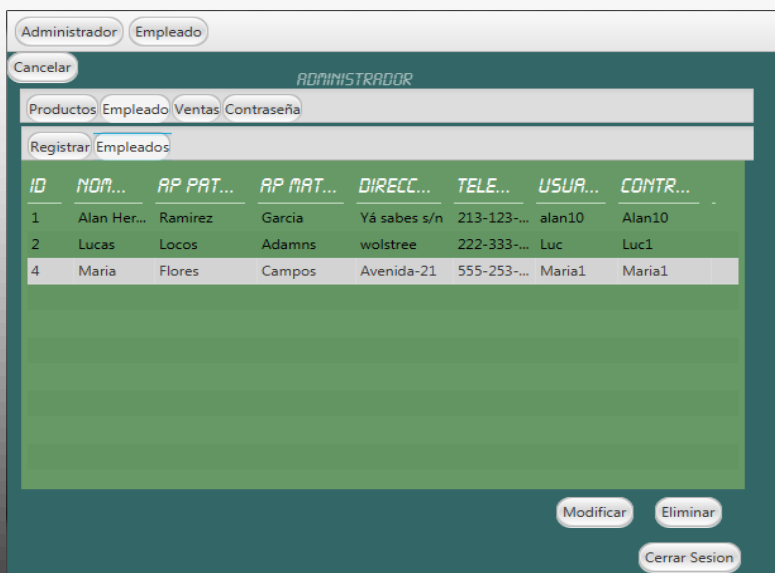 Administrador Empleado
Cancelar
ADMINISTRADOR
Productos Empleado Ventas Contraseña
Registrar Empleados
ID NOM... AP PAT... AP MAT... DIRECC... TELE... USUA... CONTR...
1 Alan Her... Ramirez Garcia Yá sabes s/n 213-123-... alan10 Alan10
2 Lucas Locos Adamns wolstree 222-333-... Luc Luc1
4 Maria Flores Campos Avenida-21 555-253-... Maria1 Maria1
Modificar Eliminar
Cerrar Sesion